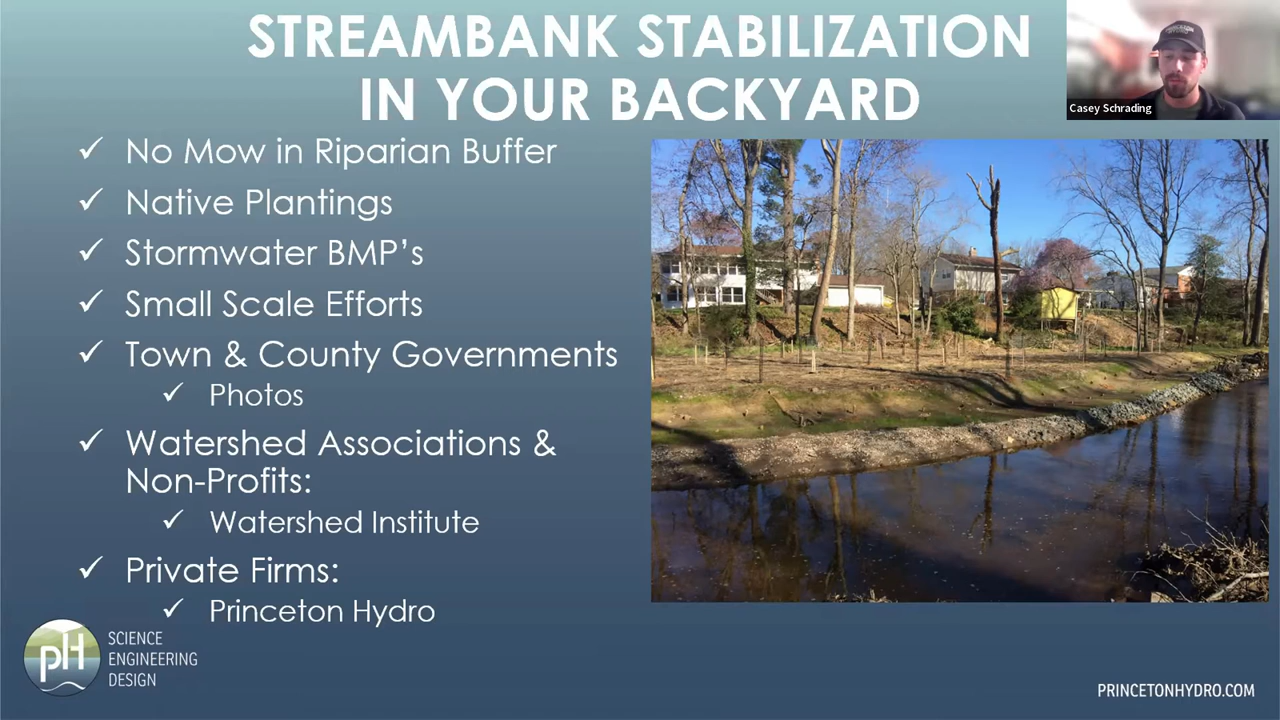 STREAMBANK STABILIZATION
IN YOUR BACKYARD
Casey Schrading
✓ No Mow in Riparian Buffer
✓ Native Plantings
✓ Stormwater BMP’s
✓ Small Scale Efforts
✓ Town & County Governments
✓ Photos
✓ Watershed Associations &
Non-Profits:
✓ Watershed Institute
✓ Private Firms:
✓ Princeton Hydro
pH
SCIENCE
ENGINEERING
DESIGN
PRINCETONHYDRO.COM